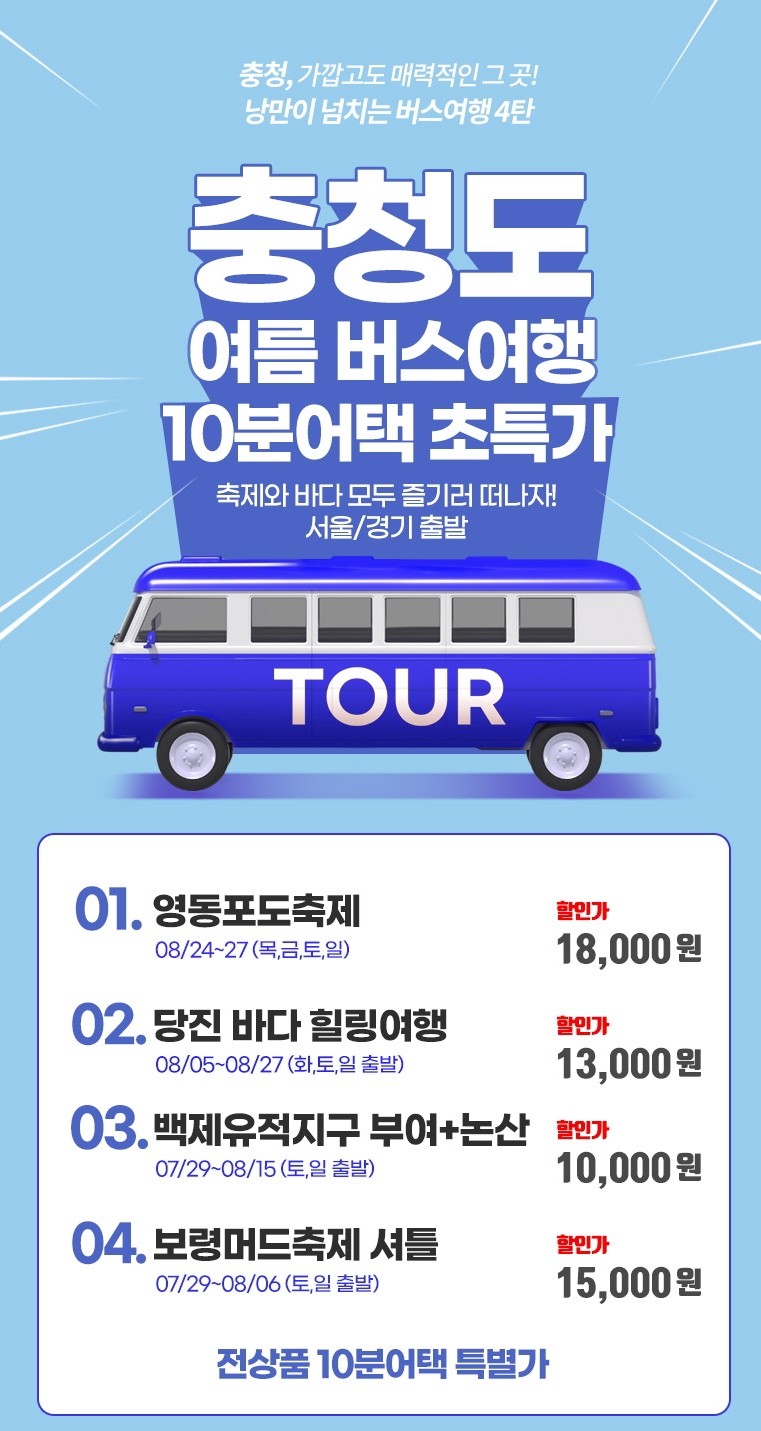 충청, 가깝고도 매력적인 그 곳!
낭만이 넘치는 버스여행 4탄
충청도
여름 버스여행
10분어택 초특가
축제와 바다 모두 즐기러 떠나자!
서울/경기 출발
TOUR
01. 영동포도축제
08/24~27 (목,금,토,일)
할인가
18,000 원
02. 당진 바다 힐링여행
08/05~08/27 (화,토,일 출발)
할인가
13,000 원
03. 백제유적지구 부여+논산
07/29~08/15 (토,일 출발)
할인가
10,000 원
04. 보령머드축제 셔틀
07/29~08/06 (토,일 출발)
할인가
15,000 원
전상품 10분어택 특별가